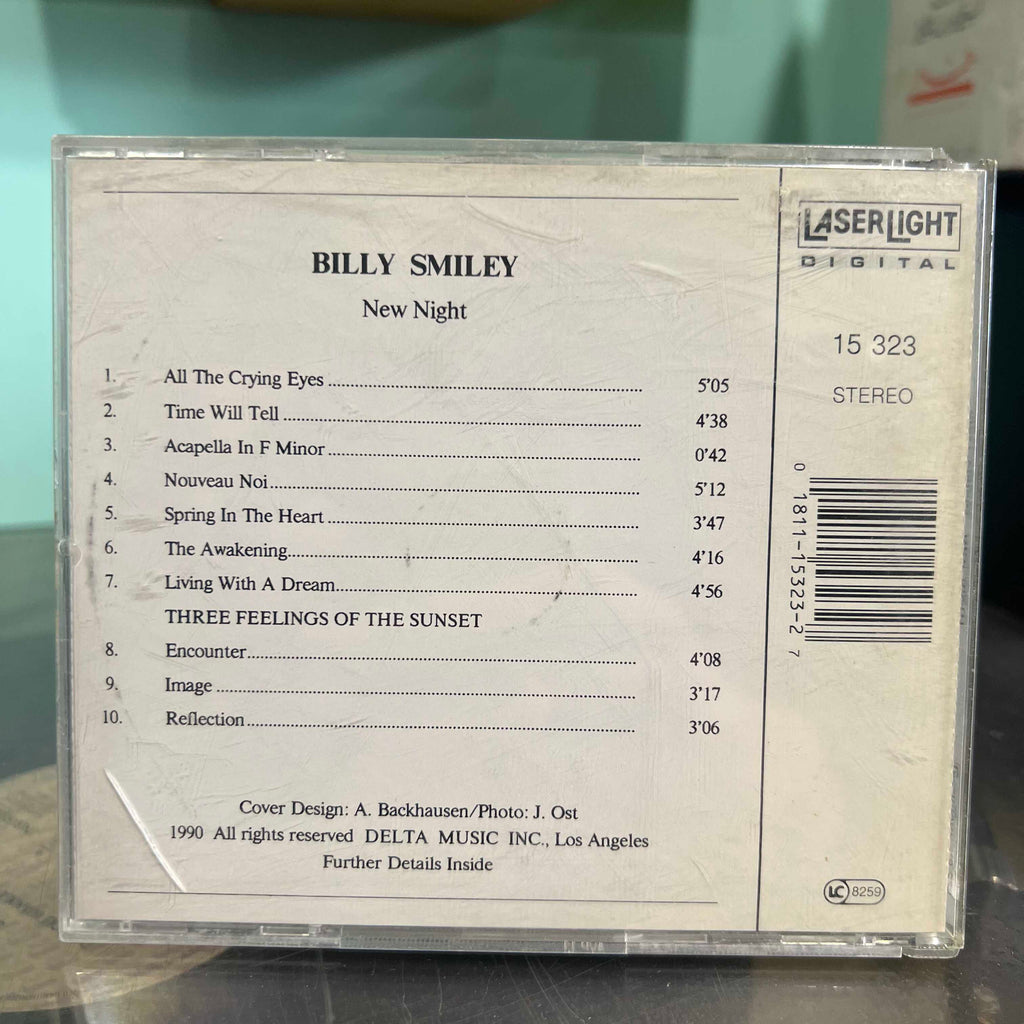 BILLY SMILEY
New Night
1. All The Crying Eyes 5'05
2. Time Will Tell 4'38
3. Acapella In F Minor 0'42
4. Nouveau Noi 5'12
5. Spring In The Heart 3'47
6. The Awakening 4'16
7. Living With A Dream 4'56
THREE FEELINGS OF THE SUNSET
8. Encounter 4'08
9. Image 3'17
10. Reflection 3'06
Cover Design: A. Backhausen/Photo: J. Ost
1990 All rights reserved DELTA MUSIC INC., Los Angeles
Further Details Inside
LASERLIGHT
DIGITAL
15 323
STEREO
0 1811-15323-2 7
LC 8259